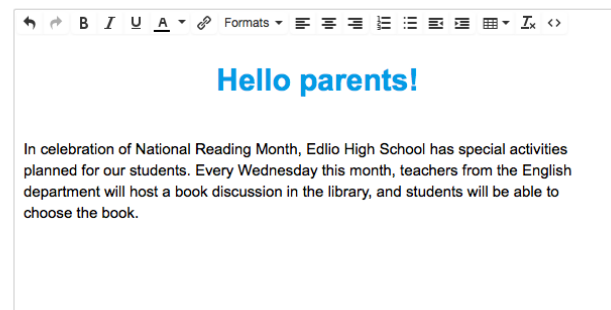 B I U A Formats Tx <>
Hello parents!
In celebration of National Reading Month, Edlio High School has special activities
planned for our students. Every Wednesday this month, teachers from the English
department will host a book discussion in the library, and students will be able to
choose the book.